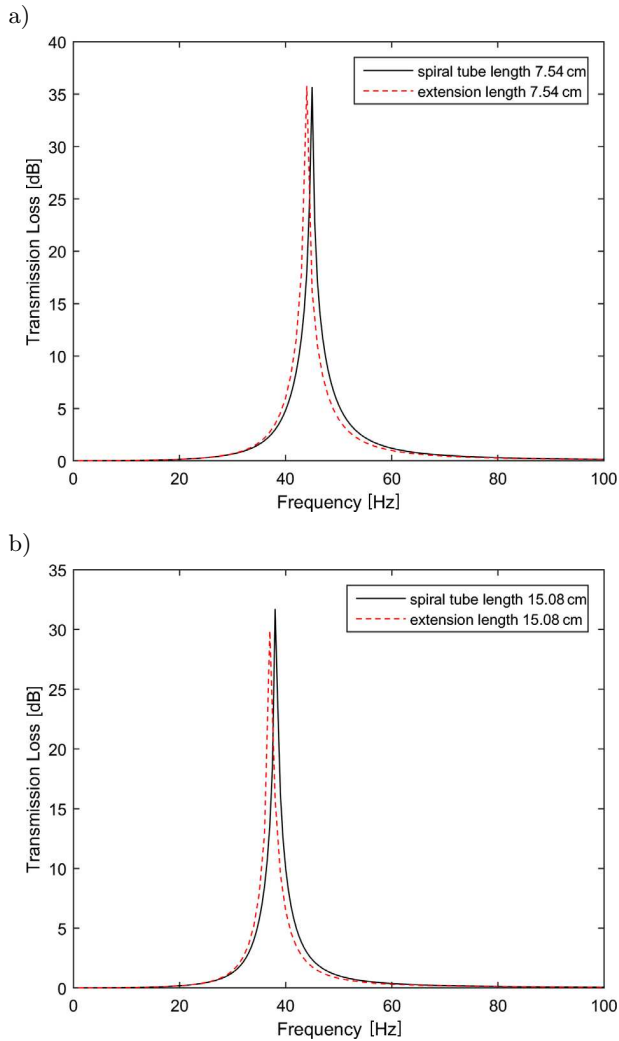 a)
40
35
30
25
20
15
10
5
0
Transmission Loss [dB]
spiral tube length 7.54 cm
extension length 7.54 cm
0 20 40 60 80 100
Frequency [Hz]
b)
35
30
25
20
15
10
5
0
Transmission Loss [dB]
spiral tube length 15.08 cm
extension length 15.08 cm
0 20 40 60 80 100
Frequency [Hz]